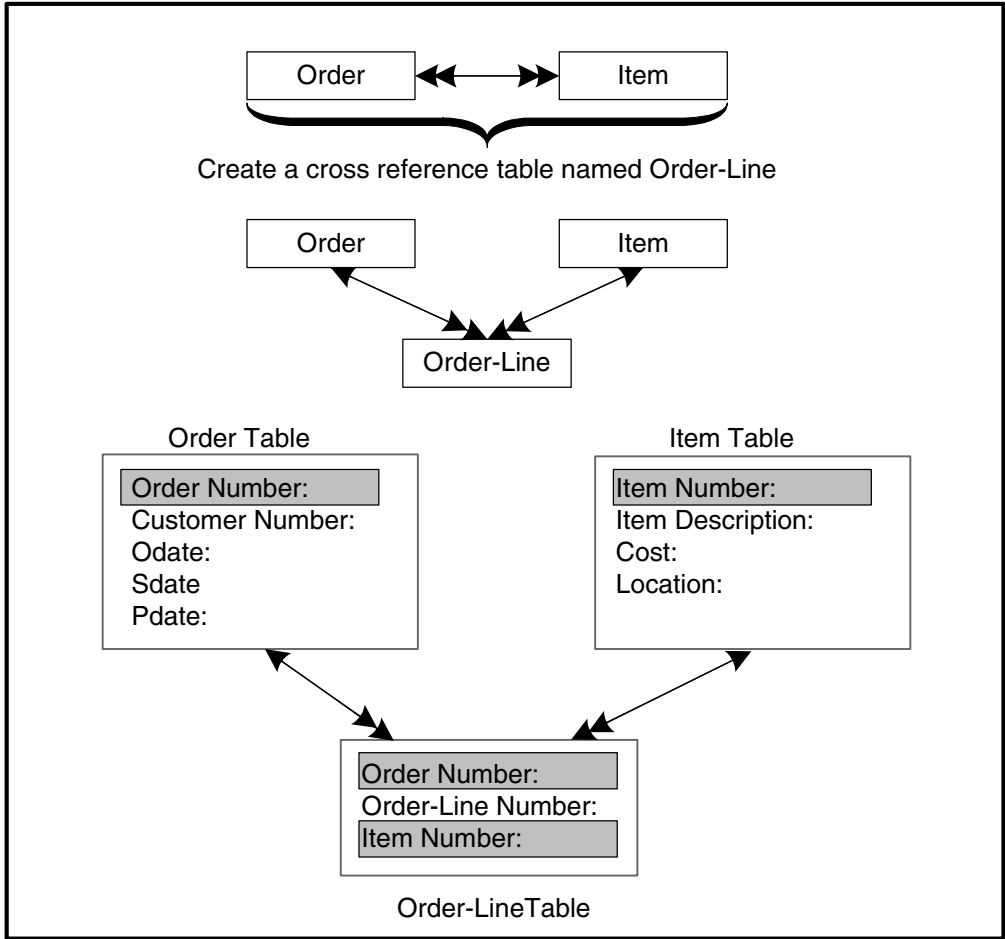 Order
Item
Create a cross reference table named Order-Line
Order
Item
Order-Line
Order Table
Order Number:
Customer Number:
Odate:
Sdate
Pdate:
Item Table
Item Number:
Item Description:
Cost:
Location:
Order Number:
Order-Line Number:
Item Number:
Order-LineTable